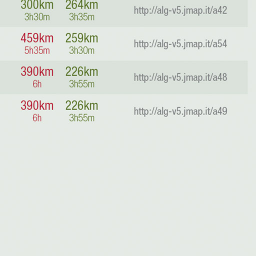 300km 264km http://alg-v5.jmap.it/a42
3h30m 3h35m
459km 259km http://alg-v5.jmap.it/a54
5h35m 3h30m
390km 226km http://alg-v5.jmap.it/a48
6h 3h55m
390km 226km http://alg-v5.jmap.it/a49
6h 3h55m